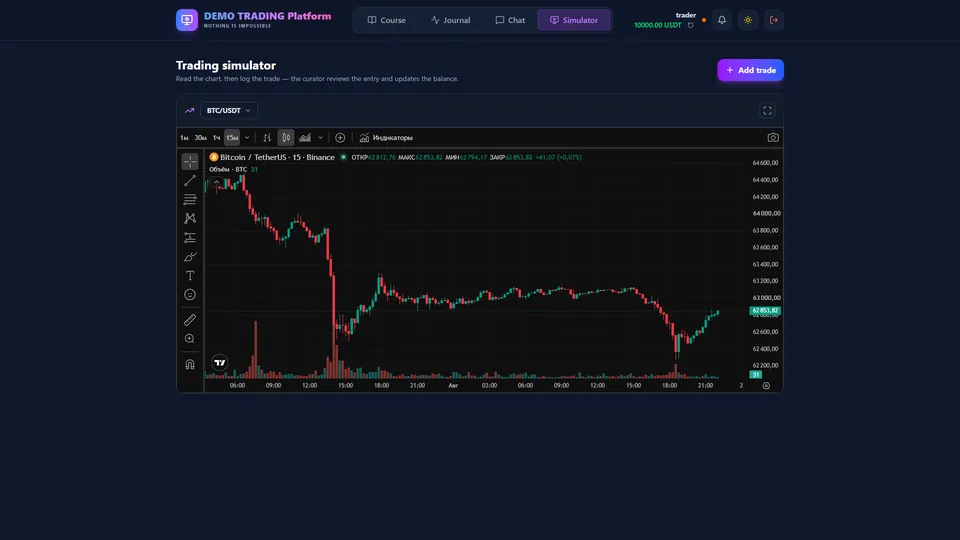 DEMO TRADING Platform
NOTHING IS IMPOSSIBLE
Course
Journal
Chat
Simulator
trader
10000.00 USDT
Trading simulator
Read the chart, then log the trade — the curator reviews the entry and updates the balance.
Add trade
BTC/USDT
1м 30м 1ч 15м
Индикаторы
Bitcoin / TetherUS · 15 · Binance
ОТКР62 812,76 МАКС62 853,82 МИН62 794,17 ЗАКР62 853,82 +41,07 (+0,07%)
Объём · BTC 31
64 600,00
64 400,00
64 200,00
64 000,00
63 800,00
63 600,00
63 400,00
63 200,00
63 000,00
62 853,82
62 800,00
62 600,00
62 400,00
62 200,00
31
06:00 09:00 12:00 15:00 18:00 21:00 Авг 03:00 06:00 09:00 12:00 15:00 18:00 21:00 2